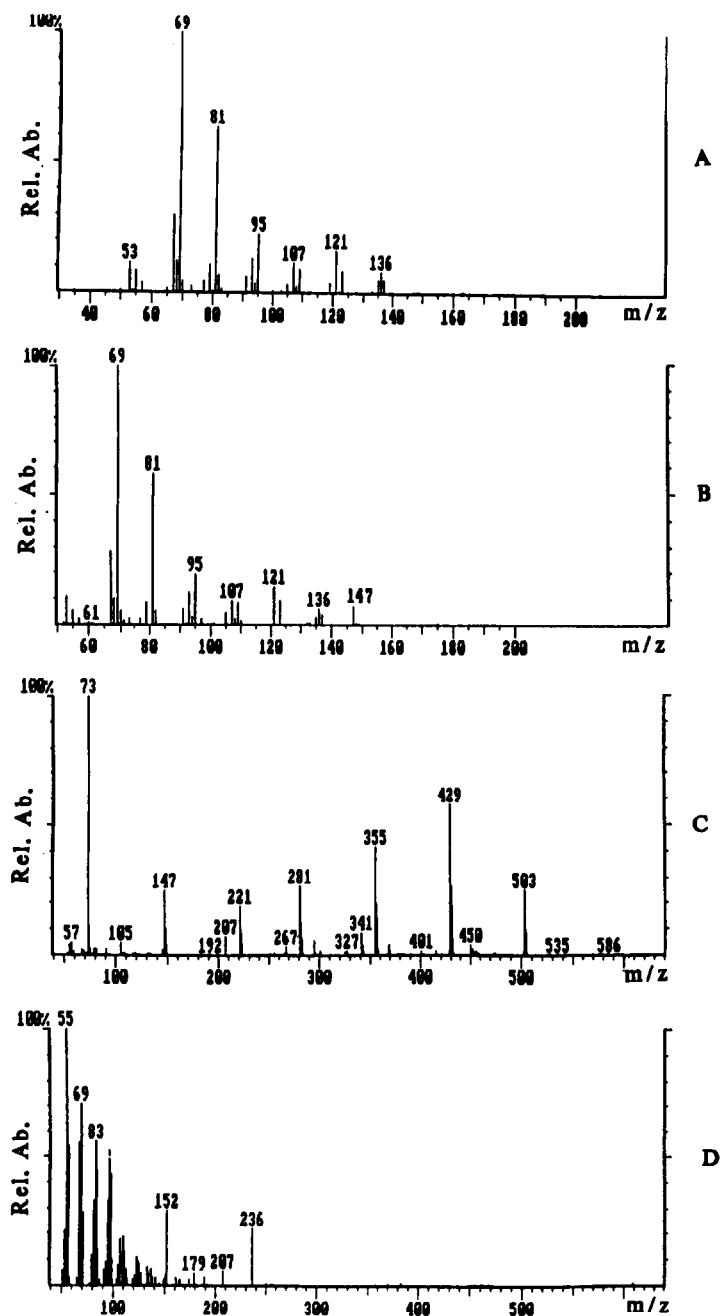 100% 69
81
95
53 107 121 136
Rel. Ab.
A
40 60 80 100 120 140 160 180 200 m/z
100% 69
81
95
61 107 121 136 147
Rel. Ab.
B
60 80 100 120 140 160 180 200 m/z
100% 73
429
355
147 221 281 503
57 105 192 207 267 327 341 401 450 535 586
Rel. Ab.
C
100 200 300 400 500 m/z
100% 55
69
83
152 236
179 207
Rel. Ab.
D
100 200 300 400 500 m/z